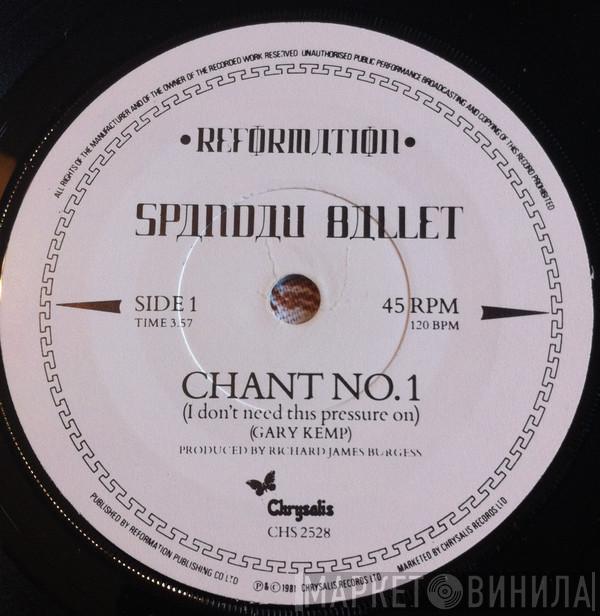 ALL RIGHTS OF THE MANUFACTURER AND OF THE OWNER OF THE RECORDED WORK RESERVED UNAUTHORISED PUBLIC PERFORMANCE BROADCASTING AND COPYING OF THIS RECORD PROHIBITED
•REFORMATION•
SPANDAU BALLET
SIDE 1
TIME 3:57
45 RPM
120 BPM
CHANT NO.1
(I don't need this pressure on)
(GARY KEMP)
PRODUCED BY RICHARD JAMES BURGESS
Chrysalis
CHS 2528
PUBLISHED BY REFORMATION PUBLISHING CO LTD
℗ & © 1981 CHRYSALIS RECORDS LTD
MARKETED BY CHRYSALIS RECORDS LTD
МАРКЕТ ВИНИЛА